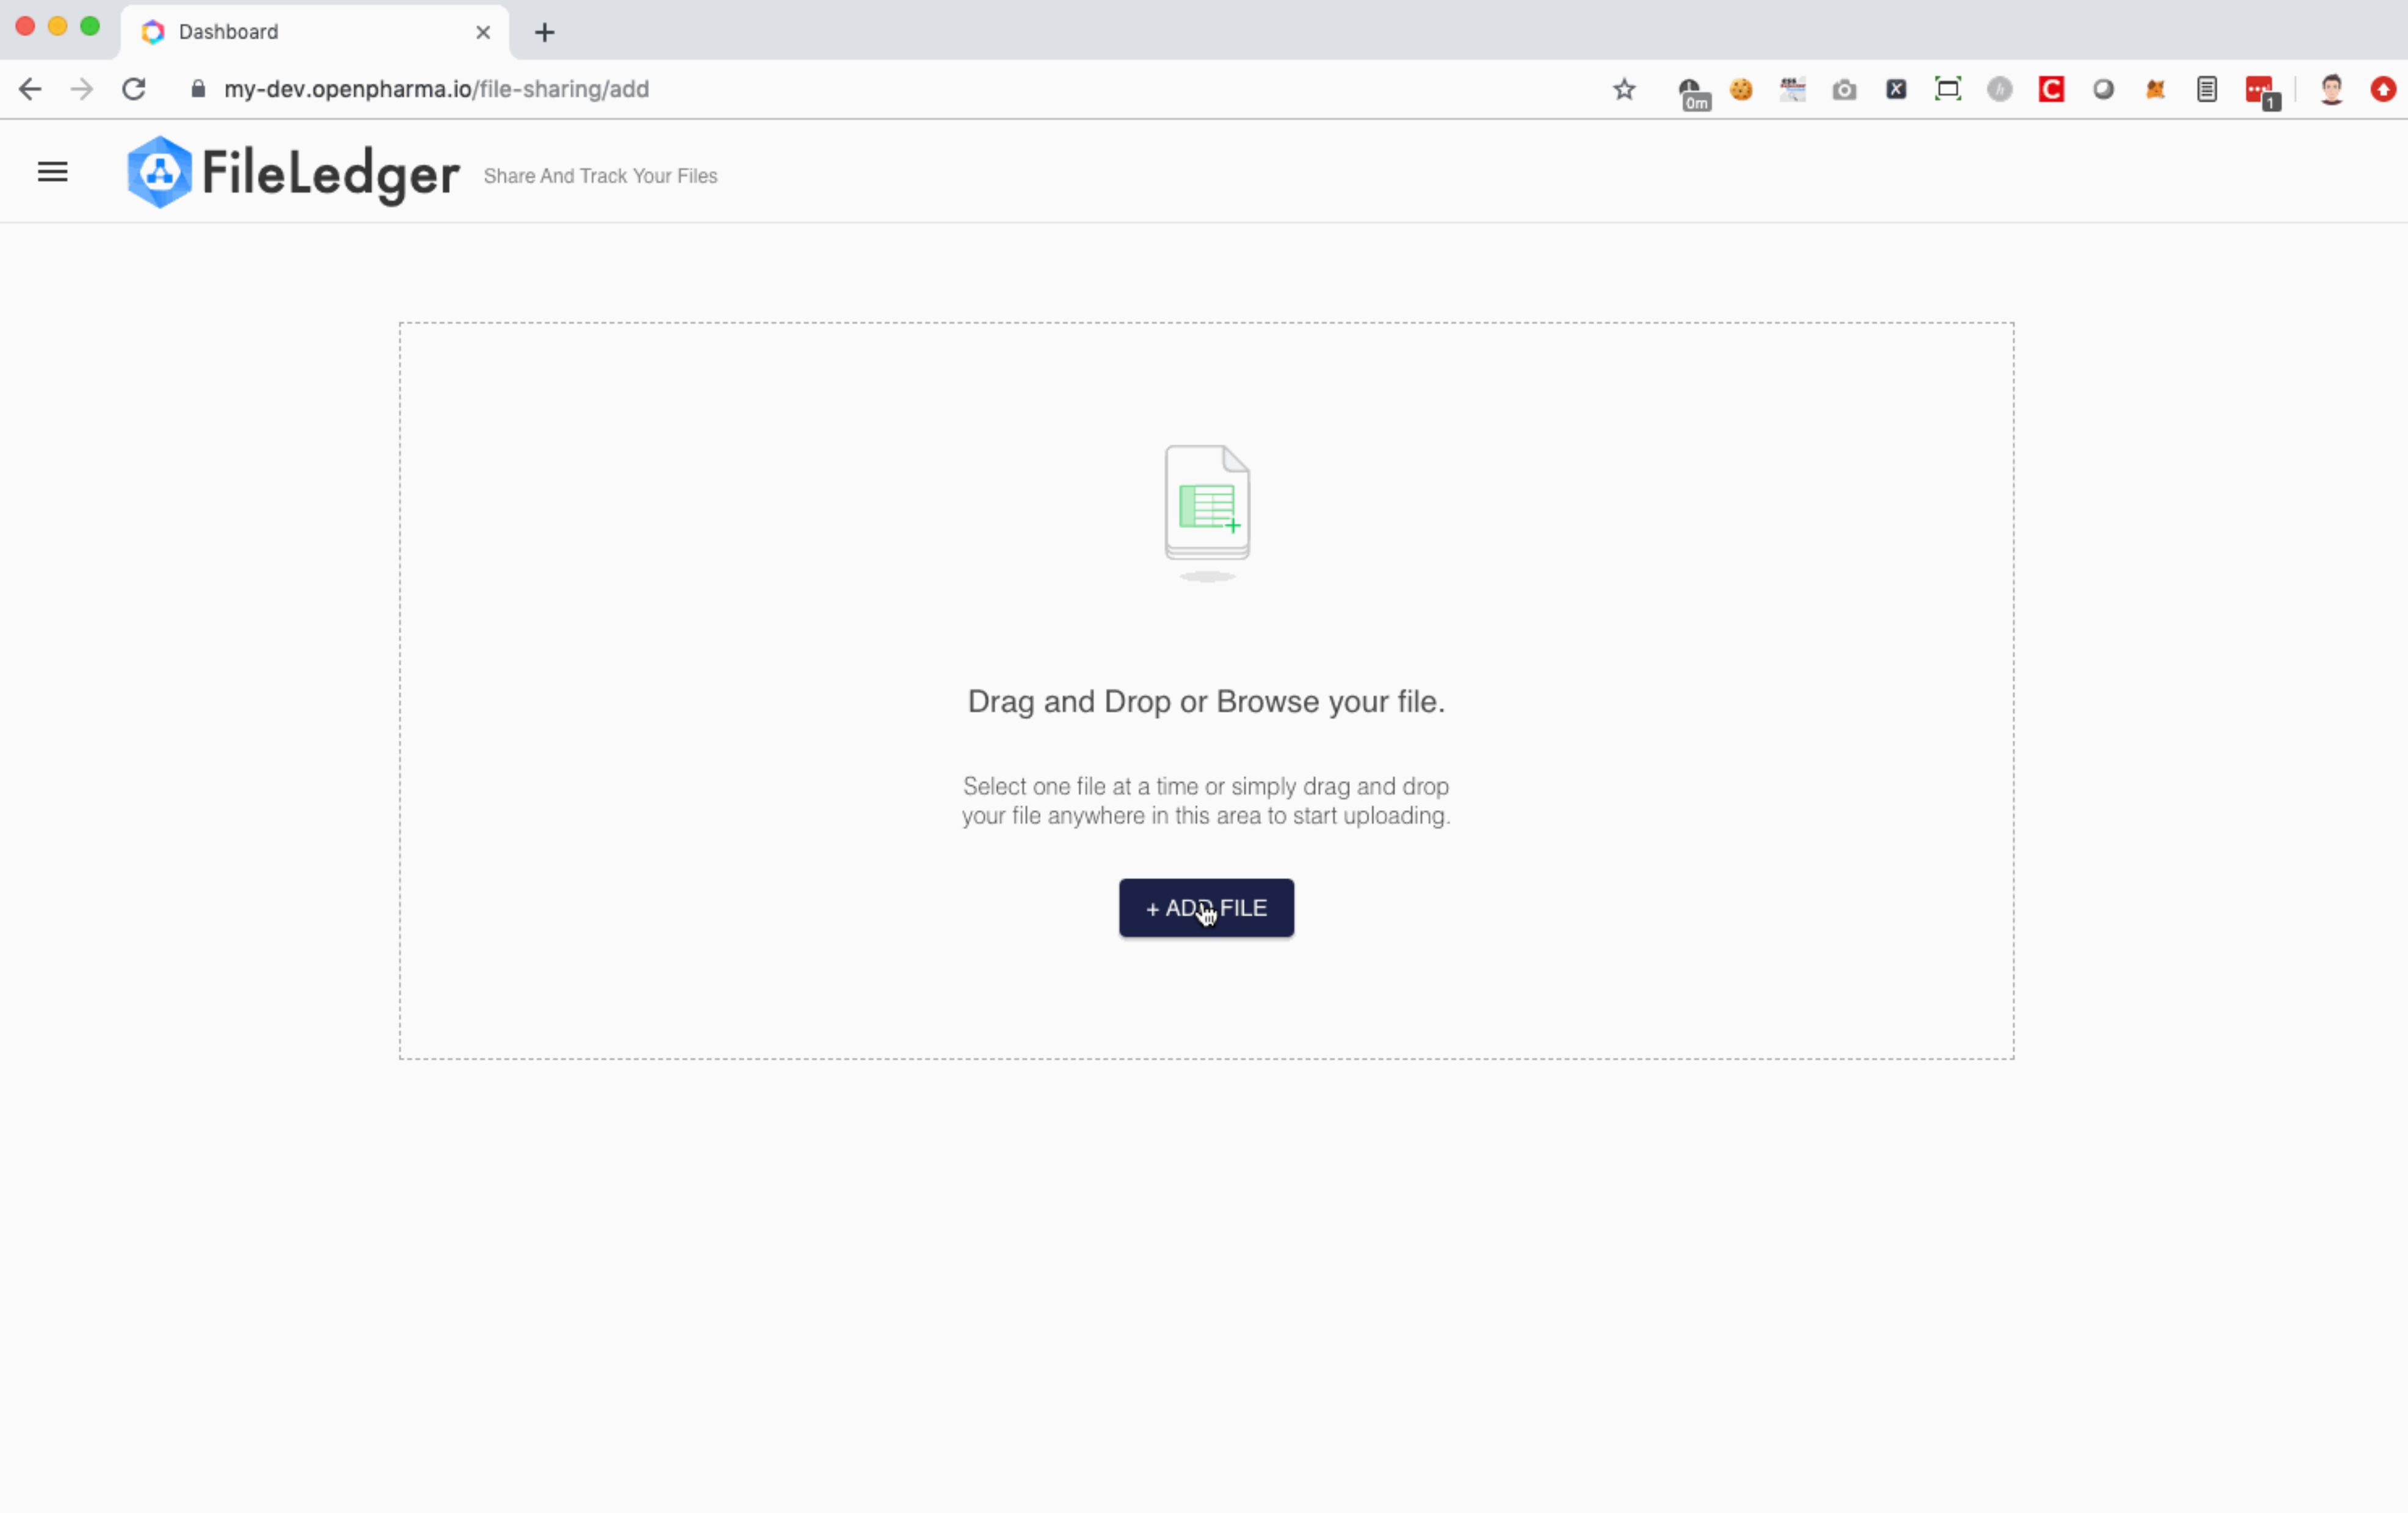 Dashboard
my-dev.openpharma.io/file-sharing/add
0m
1
FileLedger
Share And Track Your Files
Drag and Drop or Browse your file.
Select one file at a time or simply drag and drop
your file anywhere in this area to start uploading.
+ ADD FILE